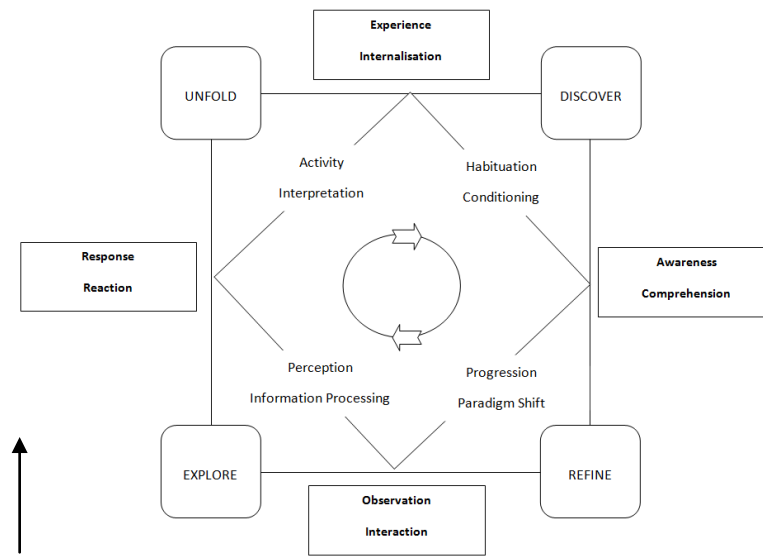 Experience
Internalisation
UNFOLD
DISCOVER
Activity
Interpretation
Habituation
Conditioning
Response
Reaction
Awareness
Comprehension
Perception
Information Processing
Progression
Paradigm Shift
EXPLORE
REFINE
Observation
Interaction